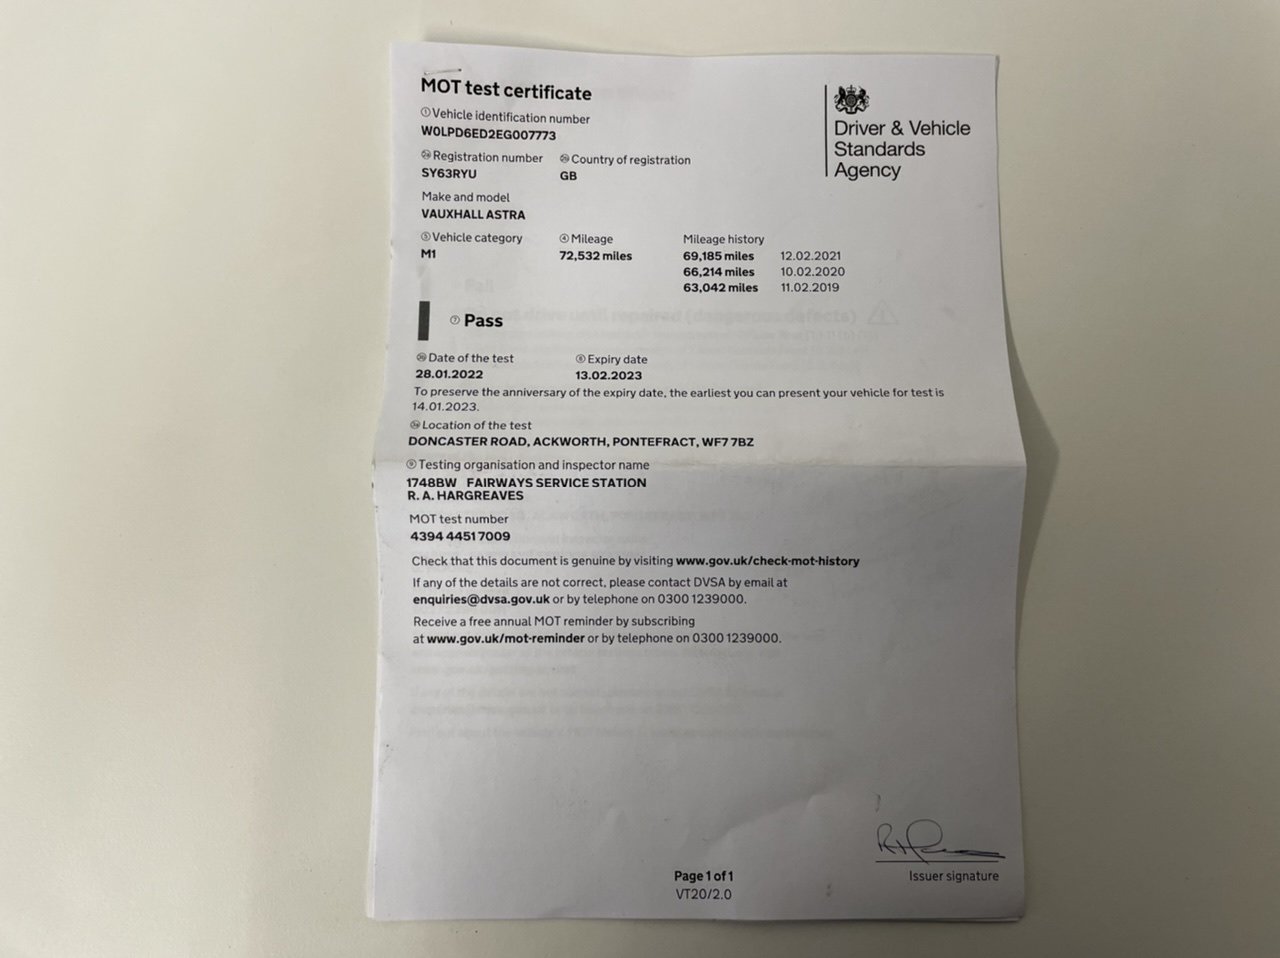 MOT test certificate
① Vehicle identification number
W0LPD6ED2EG007773
Registration number
Country of registration
SY63RYU
GB
Make and model
VAUXHALL ASTRA
⑤ Vehicle category
④ Mileage
Mileage history
M1
72,532 miles
69,185 miles 12.02.2021
66,214 miles 10.02.2020
63,042 miles 11.02.2019
⑦ Pass
Date of the test
⑧ Expiry date
28.01.2022
13.02.2023
To preserve the anniversary of the expiry date, the earliest you can present your vehicle for test is
14.01.2023.
Location of the test
DONCASTER ROAD, ACKWORTH, PONTEFRACT, WF7 7BZ
⑨ Testing organisation and inspector name
1748BW FAIRWAYS SERVICE STATION
R. A. HARGREAVES
MOT test number
4394 4451 7009
Check that this document is genuine by visiting www.gov.uk/check-mot-history
If any of the details are not correct, please contact DVSA by email at
enquiries@dvsa.gov.uk or by telephone on 0300 1239000.
Receive a free annual MOT reminder by subscribing
at www.gov.uk/mot-reminder or by telephone on 0300 1239000.
Driver & Vehicle
Standards
Agency
Issuer signature
Page 1 of 1
VT20/2.0